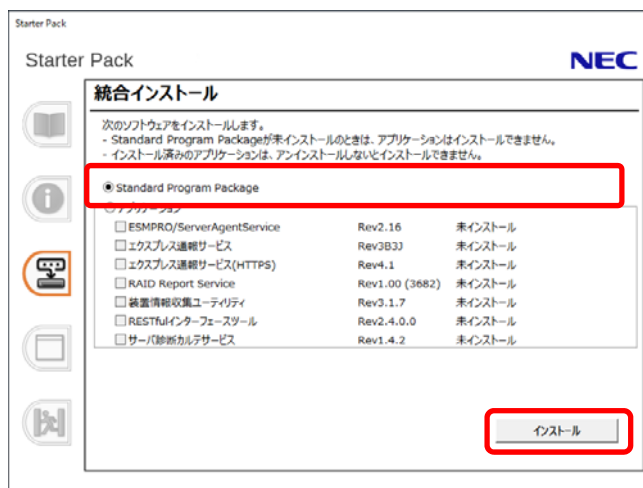 Starter Pack
Starter Pack
NEC
統合インストール
次のソフトウェアをインストールします。
- Standard Program Packageが未インストールのときは、アプリケーションはインストールできません。
- インストール済みのアプリケーションは、アンインストールしないとインストールできません。
Standard Program Package
アプリケーション
ESMPRO/ServerAgentService Rev2.16 未インストール
エクスプレス通報サービス Rev3B3J 未インストール
エクスプレス通報サービス(HTTPS) Rev4.1 未インストール
RAID Report Service Rev1.00 (3682) 未インストール
装置情報収集ユーティリティ Rev3.1.7 未インストール
RESTfulインターフェースツール Rev2.4.0.0 未インストール
サーバ診断カルテサービス Rev1.4.2 未インストール
インストール